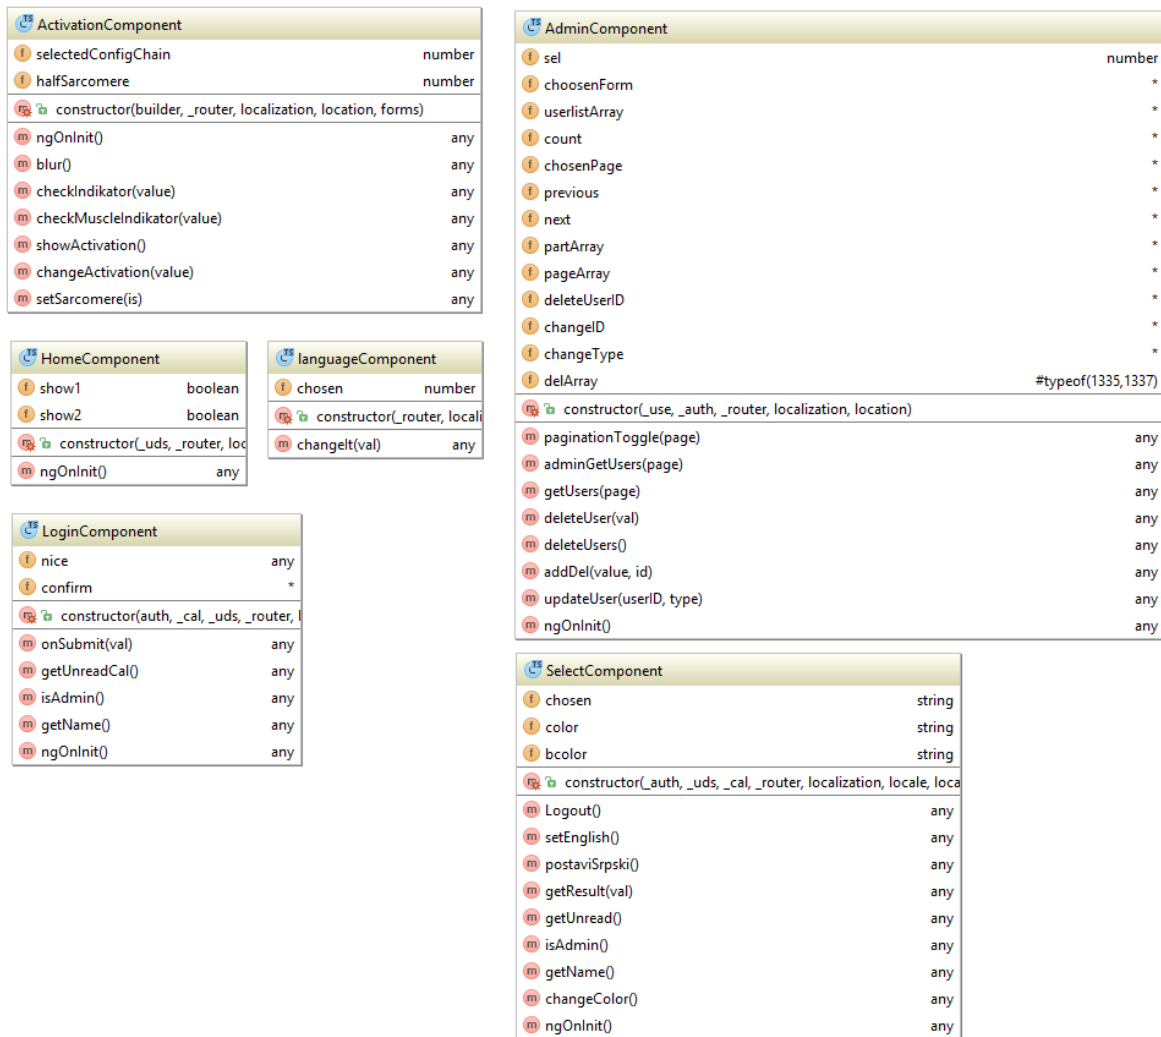 ActivationComponent
selectedConfigChain number
halfSarcomere number
constructor(builder, _router, localization, location, forms)
ngOnInit() any
blur() any
checkIndikator(value) any
checkMuscleIndikator(value) any
showActivation() any
changeActivation(value) any
setSarcomere(is) any
AdminComponent
sel number
choosenForm *
userlistArray *
count *
chosenPage *
previous *
next *
partArray *
pageArray *
deleteUserID *
changeID *
changeType *
delArray #typeof(1335,1337)
constructor(_use, _auth, _router, localization, location)
paginationToggle(page) any
adminGetUsers(page) any
getUsers(page) any
deleteUser(val) any
deleteUsers() any
addDel(value, id) any
updateUser(userID, type) any
ngOnInit() any
HomeComponent
show1 boolean
show2 boolean
constructor(_uds, _router, loc
ngOnInit() any
languageComponent
chosen number
constructor(_router, locali
changeIt(val) any
LoginComponent
nice any
confirm *
constructor(auth, _cal, _uds, _router, l
onSubmit(val) any
getUnreadCal() any
isAdmin() any
getName() any
ngOnInit() any
SelectComponent
chosen string
color string
bcolor string
constructor(_auth, _uds, _cal, _router, localization, locale, loca
Logout() any
setEnglish() any
postaviSrpski() any
getResult(val) any
getUnread() any
isAdmin() any
getName() any
changeColor() any
ngOnInit() any